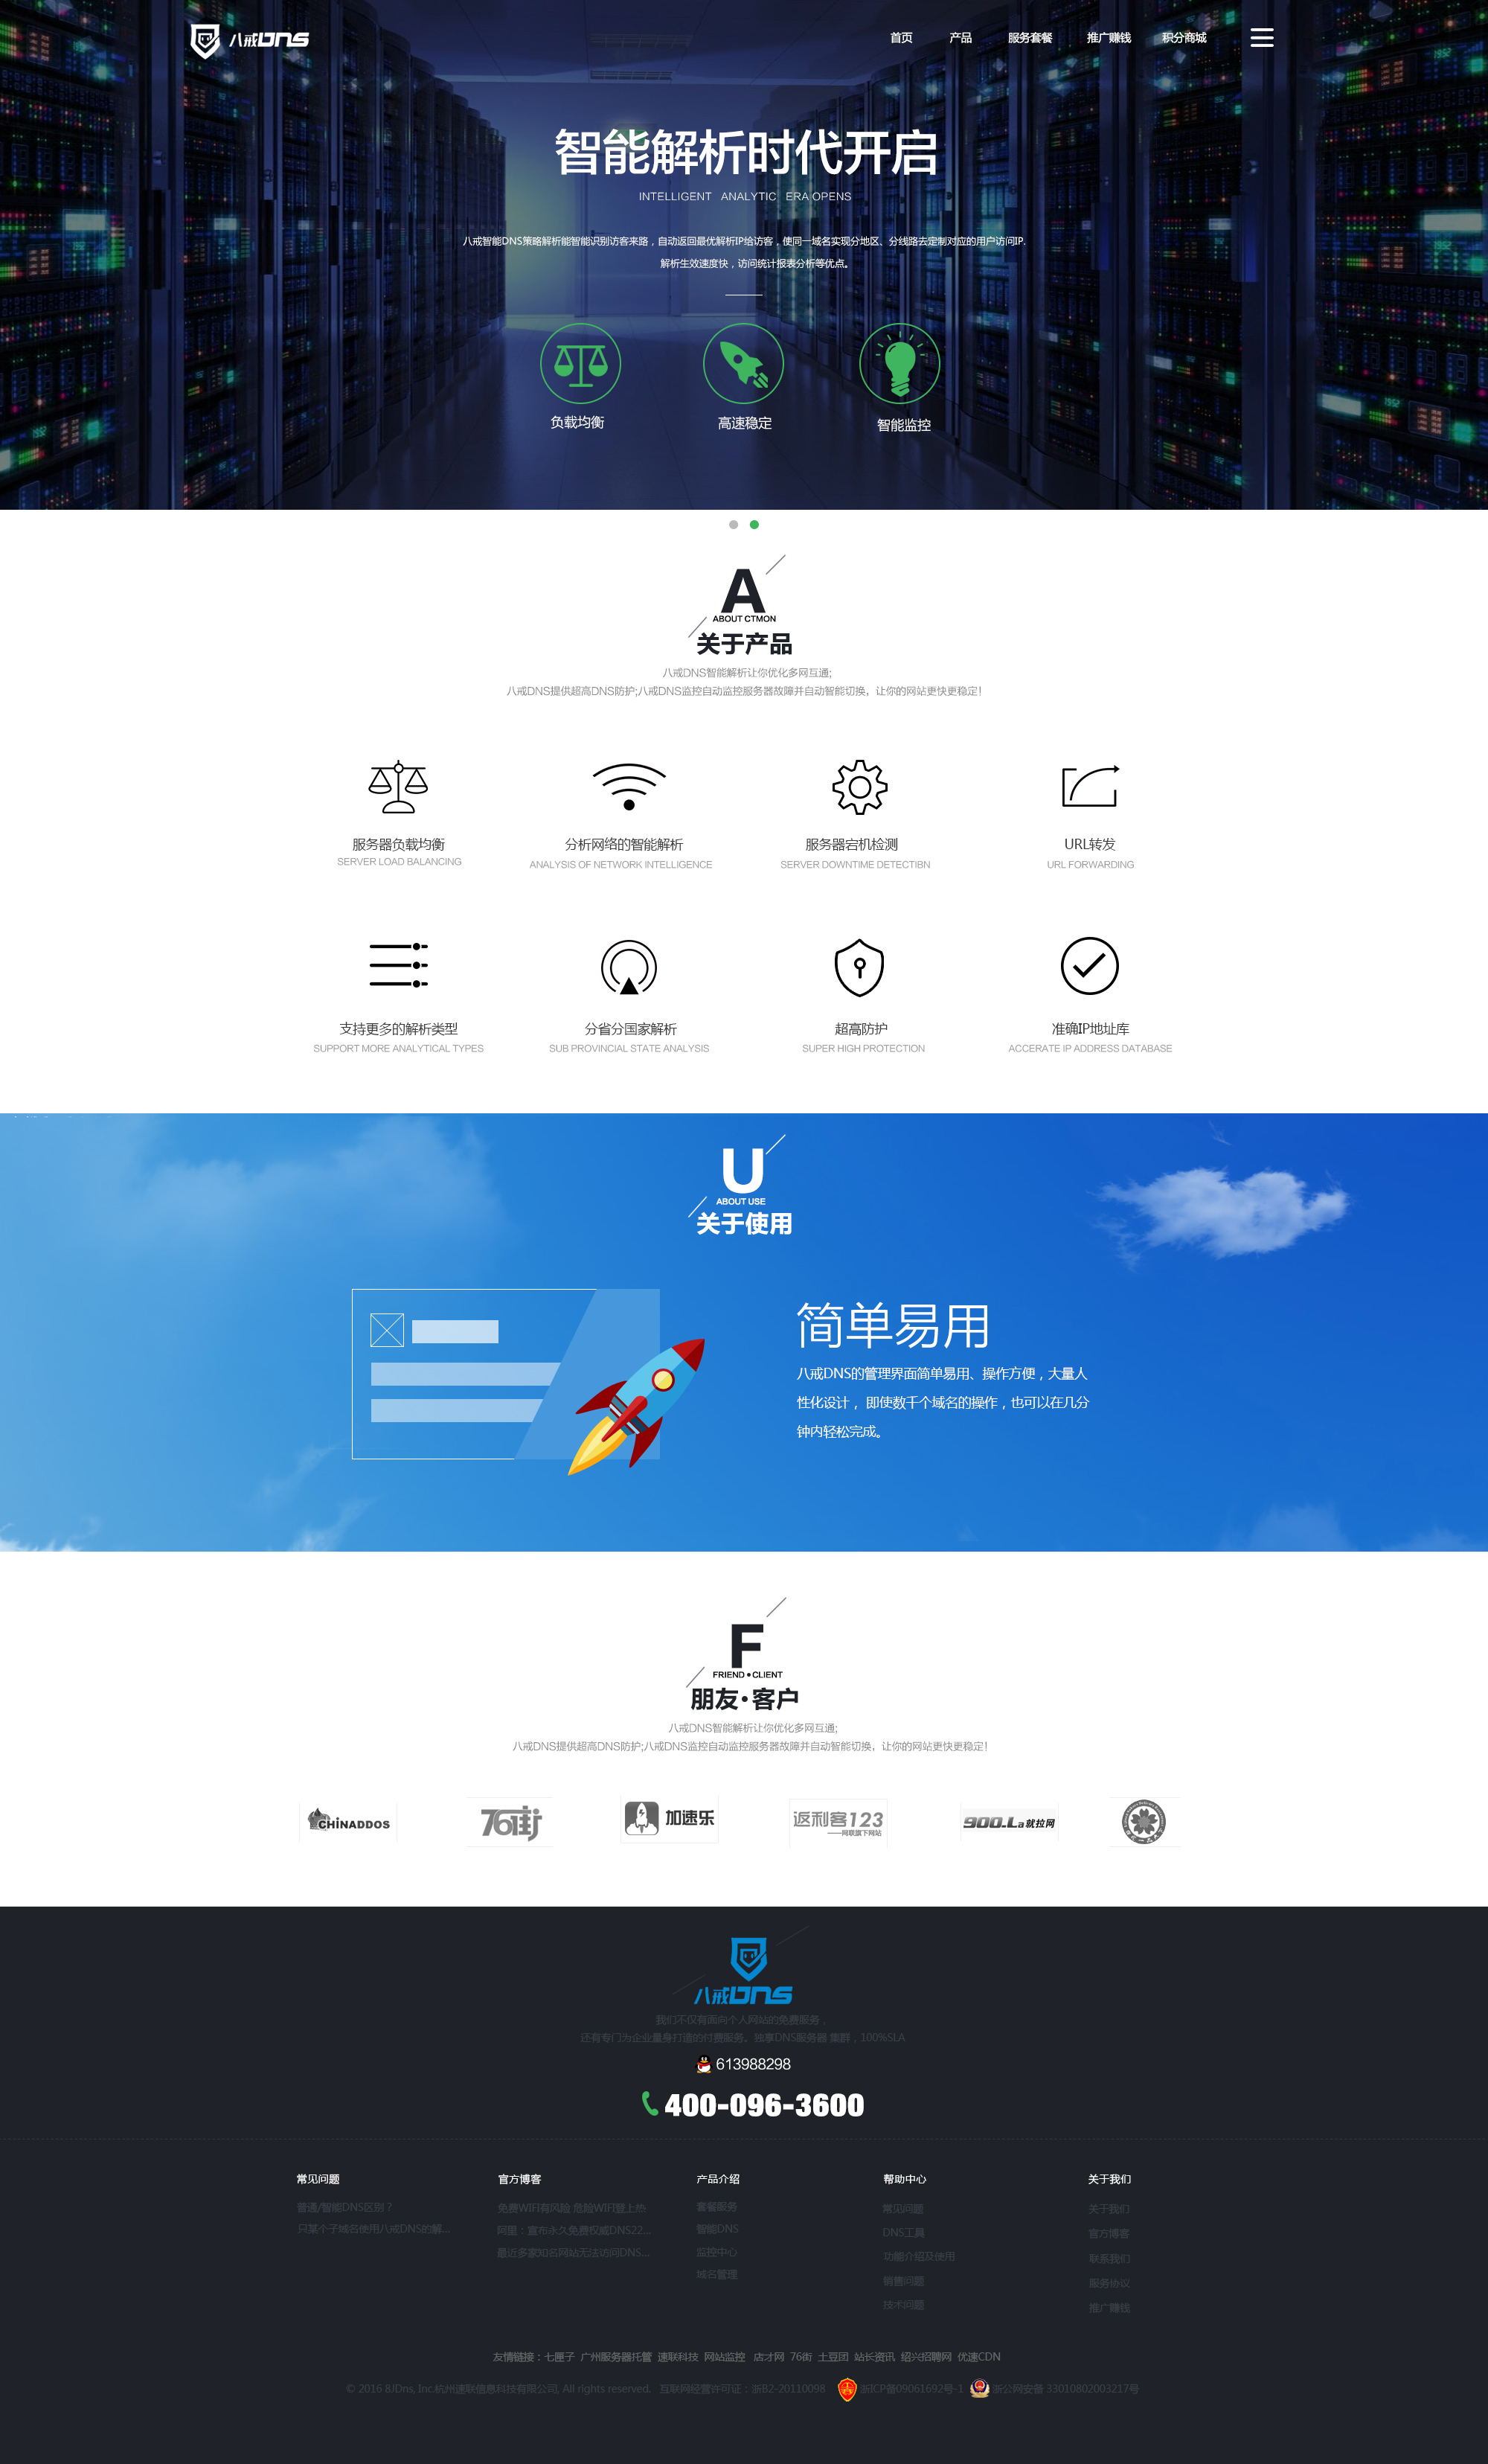 八戒DNS
首页 产品 服务套餐 推广赚钱 积分商城
智能解析时代开启
INTELLIGENT ANALYTIC ERA OPENS
八戒智能DNS策略解析能智能识别访客来路，自动返回最优解析IP给访客，使同一域名实现分地区、分线路去定制对应的用户访问IP.
解析生效速度快，访问统计报表分析等优点。
负载均衡 高速稳定 智能监控
A
ABOUT CTMON
关于产品
八戒DNS智能解析让你优化多网互通;
八戒DNS提供超高DNS防护;八戒DNS监控自动监控服务器故障并自动智能切换，让你的网站更快更稳定！
服务器负载均衡 分析网络的智能解析 服务器宕机检测 URL转发
SERVER LOAD BALANCING ANALYSIS OF NETWORK INTELLIGENCE SERVER DOWNTIME DETECTIBN URL FORWARDING
支持更多的解析类型 分省分国家解析 超高防护 准确IP地址库
SUPPORT MORE ANALYTICAL TYPES SUB PROVINCIAL STATE ANALYSIS SUPER HIGH PROTECTION ACCERATE IP ADDRESS DATABASE
U
ABOUT USE
关于使用
简单易用
八戒DNS的管理界面简单易用、操作方便，大量人
性化设计， 即使数千个域名的操作，也可以在几分
钟内轻松完成。
F
FRIEND•CLIENT
朋友·客户
八戒DNS智能解析让你优化多网互通;
八戒DNS提供超高DNS防护;八戒DNS监控自动监控服务器故障并自动智能切换，让你的网站更快更稳定！
CHINADDOS 76街 加速乐 返利客123 900.La就拉网
——网联旗下网站
八戒DNS
我们不仅有面向个人网站的免费服务，
还有专门为企业量身打造的付费服务。独享DNS服务器 集群，100%SLA
613988298
400-096-3600
常见问题 官方博客 产品介绍 帮助中心 关于我们
普通/智能DNS区别？ 免费WIFI有风险 危险WIFI登上热 套餐服务 常见问题 关于我们
只某个子域名使用八戒DNS的解... 阿里：宣布永久免费权威DNS22... 智能DNS DNS工具 官方博客
最近多家知名网站无法访问DNS... 监控中心 功能介绍及使用 联系我们
域名管理 销售问题 服务协议
技术问题 推广赚钱
友情链接：七匣子 广州服务器托管 速联科技 网站监控 店才网 76街 土豆团 站长资讯 绍兴招聘网 优速CDN
© 2016 8JDns, Inc.杭州速联信息科技有限公司, All rights reserved. 互联网经营许可证：浙B2-20110098 浙ICP备09061692号-1 浙公网安备 33010802003217号